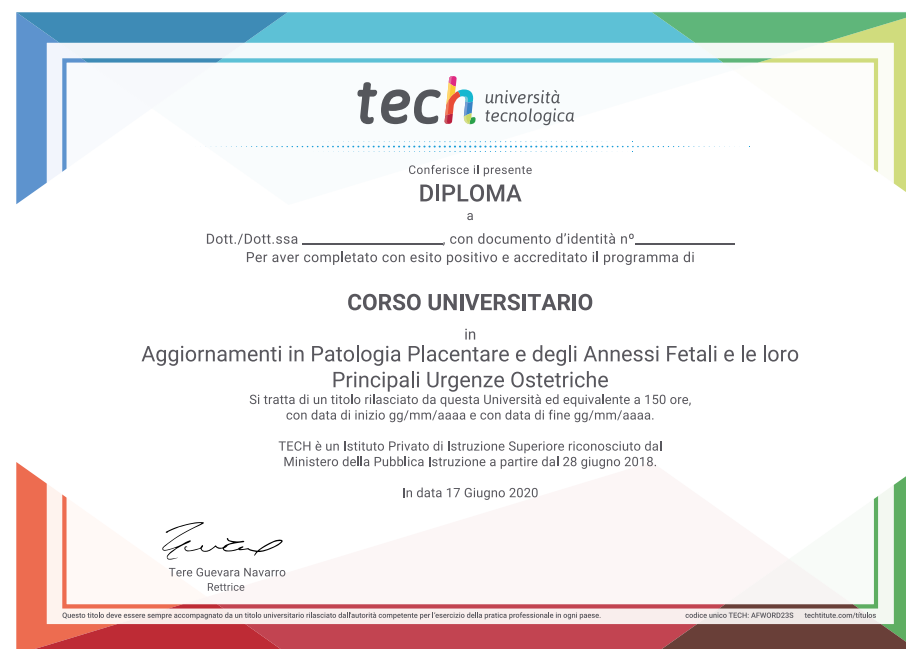 tech università
tecnologica
Conferisce il presente
DIPLOMA
a
Dott./Dott.ssa ____________________, con documento d'identità nº______________
Per aver completato con esito positivo e accreditato il programma di
CORSO UNIVERSITARIO
in
Aggiornamenti in Patologia Placentare e degli Annessi Fetali e le loro
Principali Urgenze Ostetriche
Si tratta di un titolo rilasciato da questa Università ed equivalente a 150 ore,
con data di inizio gg/mm/aaaa e con data di fine gg/mm/aaaa.
TECH è un Istituto Privato di Istruzione Superiore riconosciuto dal
Ministero della Pubblica Istruzione a partire dal 28 giugno 2018.
In data 17 Giugno 2020
Tere Guevara Navarro
Rettrice
Questo titolo deve essere sempre accompagnato da un titolo universitario rilasciato dall'autorità competente per l'esercizio della pratica professionale in ogni paese. codice unico TECH: AFWORD23S techtitute.com/titulos